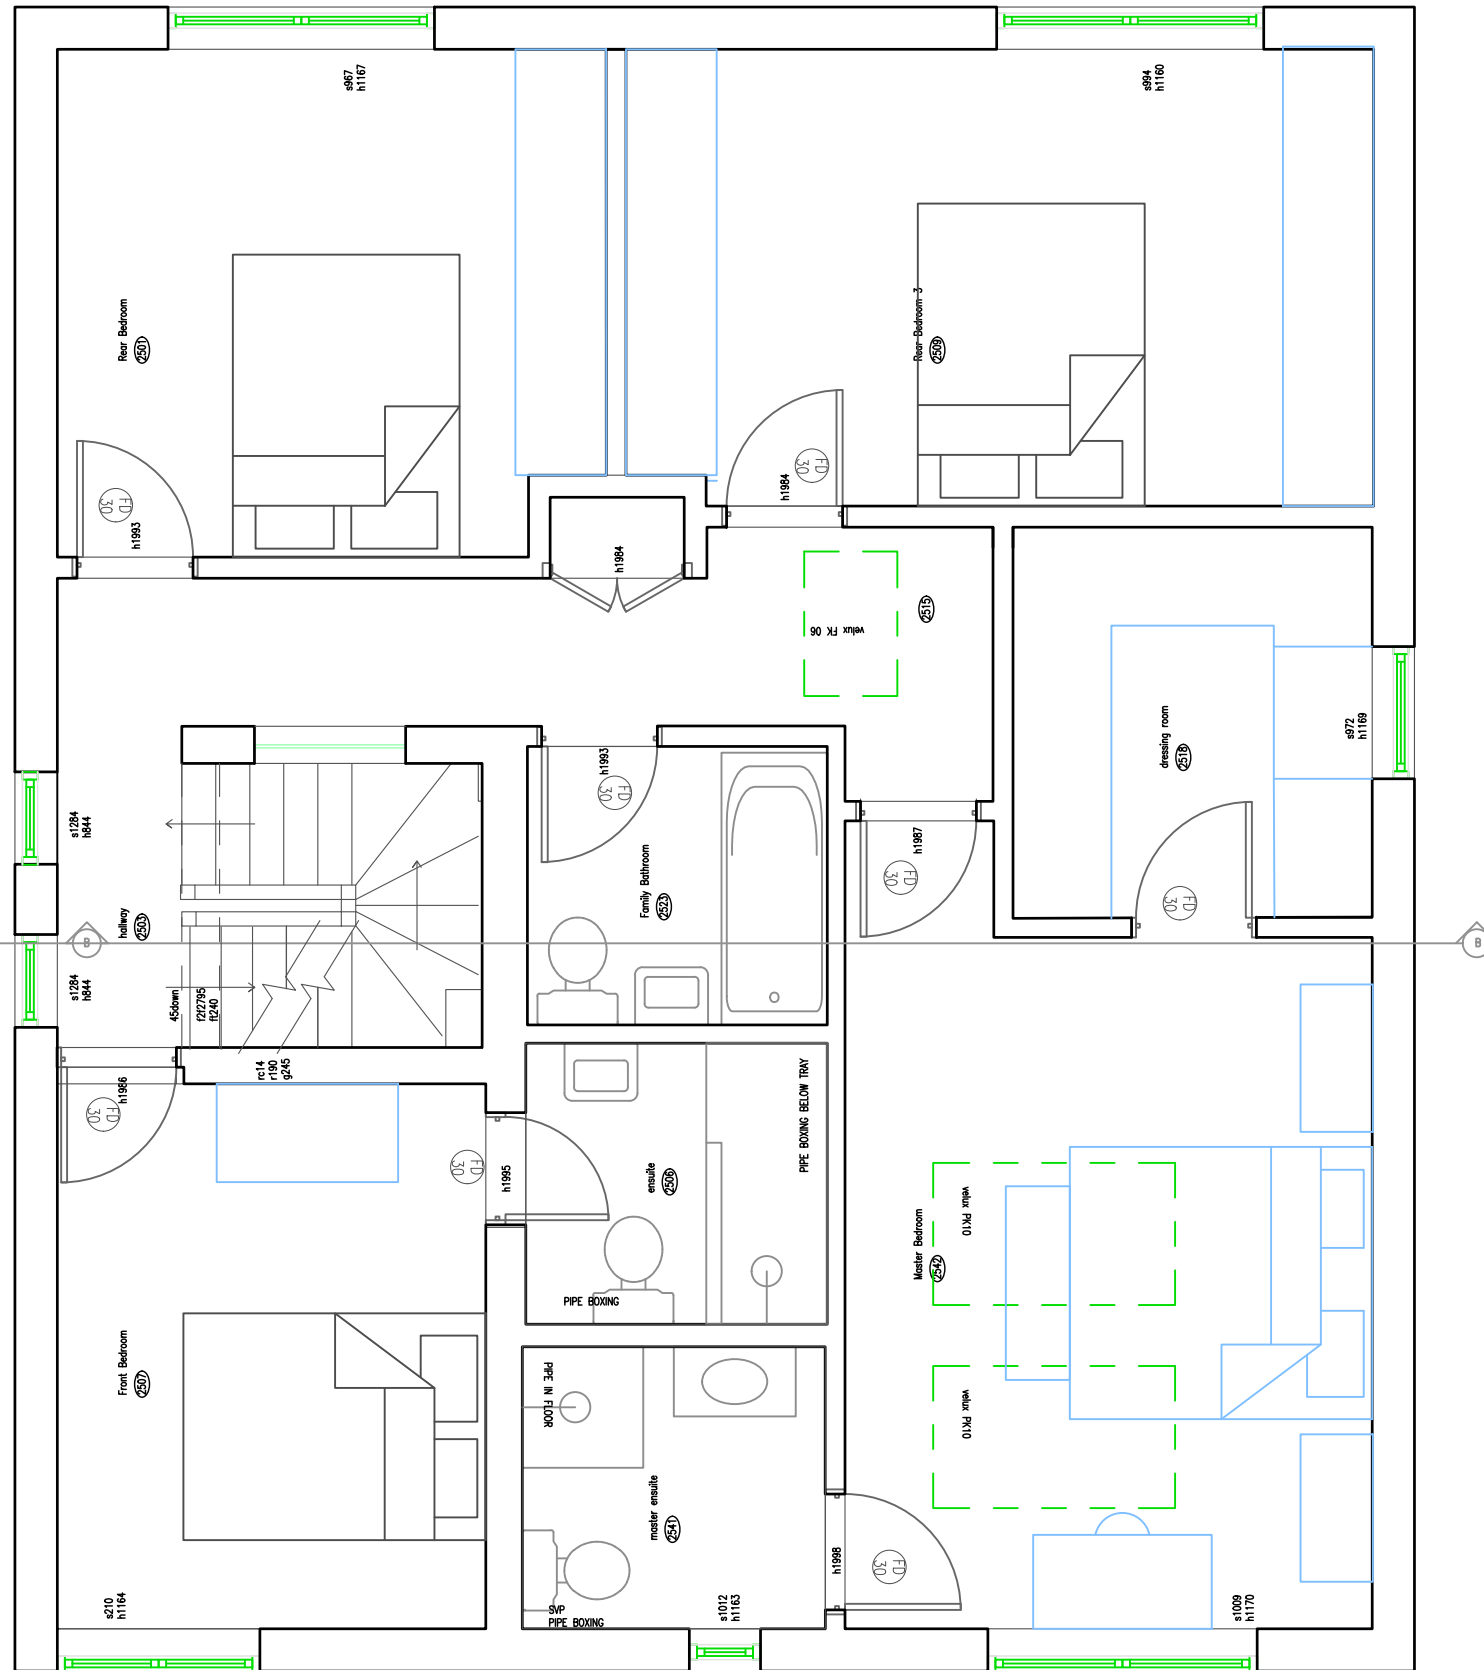 s967
h1167
s994
h1160
Rear Bedroom
2501
Rear Bedroom 3
2509
FD
30
h1993
FD
30
h1984
h1984
velux FK 06
2515
dressing room
2518
s972
h1169
FD
30
h1993
FD
30
Family Bathroom
2523
h1987
FD
30
FD
30
s1284
h844
hallway
2503
B
B
s1284
h844
45down
f2f2795
ft240
rc14
r190
g245
h1986
FD
30
FD
30
h1995
ensuite
2506
PIPE BOXING BELOW TRAY
PIPE BOXING
Master Bedroom
2542
velux PK10
velux PK10
Front Bedroom
2507
PIPE IN FLOOR
master ensuite
2541
h1998
FD
30
s210
h1164
SVP
PIPE BOXING
s1012
h1163
s1009
h1170